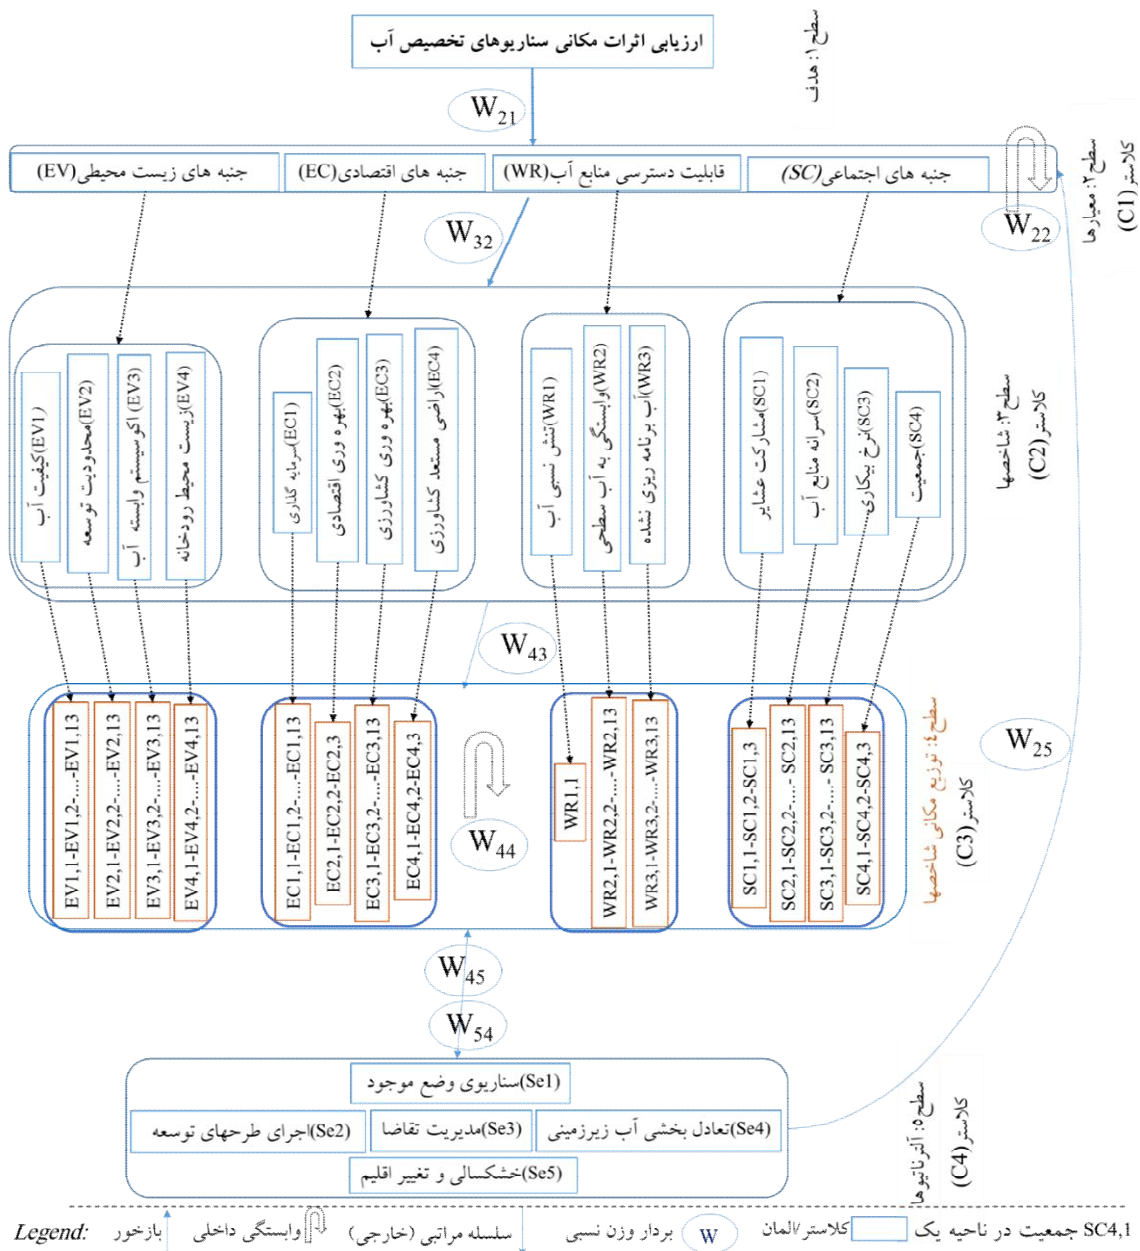 ارزیابی اثرات مکانی سناریوهای تخصیص آب
سطح۱: هدف
W21
جنبه های اجتماعی(SC)
قابلیت دسترسی منابع آب(WR)
جنبه های اقتصادی(EC)
جنبه های زیست محیطی(EV)
سطح۲: معیارها
کلاستر(C1)
W22
W32
(SC1)مشارکت عشایر
(SC2)سرانه منابع آب
(SC3)نرخ بیکاری
(SC4)جمعیت
(WR1)تنش نسبی آب
(WR2)وابستگی به آب سطحی
(WR3)آب برنامه ریزی نشده
(EC1)سرمایه گذاری
(EC2)بهره وری اقتصادی
(EC3)بهره وری کشاورزی
(EC4)اراضی مستعد کشاورزی
(EV1)کیفیت آب
(EV2)محدودیت توسعه
(EV3)اکوسیستم وابسته آب
(EV4)زیست محیط رودخانه
سطح۳: شاخصها
کلاستر(C2)
W43
EV1,1-EV1,2-....-EV1,13
EV2,1-EV2,2-....-EV2,13
EV3,1-EV3,2-....-EV3,13
EV4,1-EV4,2-....-EV4,13
EC1,1-EC1,2-....-EC1,13
EC2,1-EC2,2-EC2,3
EC3,1-EC3,2-....-EC3,13
EC4,1-EC4,2-EC4,3
W44
WR1,1
WR2,1-WR2,2-....-WR2,13
WR3,1-WR3,2-....-WR3,13
SC1,1-SC1,2-SC1,3
SC2,1-SC2,2-....- SC2,13
SC3,1-SC3,2-....- SC3,13
SC4,1-SC4,2-SC4,3
سطح٤: توزیع مکانی شاخصها
کلاستر(C3)
W25
W45
W54
(Se1)سناریوی وضع موجود
(Se4)تعادل بخشی آب زیرزمینی
(Se3)مدیریت تقاضا
(Se2)اجرای طرحهای توسعه
(Se5)خشکسالی و تغییر اقلیم
سطح٥: آلترناتیوها
کلاستر(C4)
SC4,1 جمعیت در ناحیه یک
کلاستر/المان
W بردار وزن نسبی
سلسله مراتبی (خارجی)
وابستگی داخلی
بازخور
Legend: